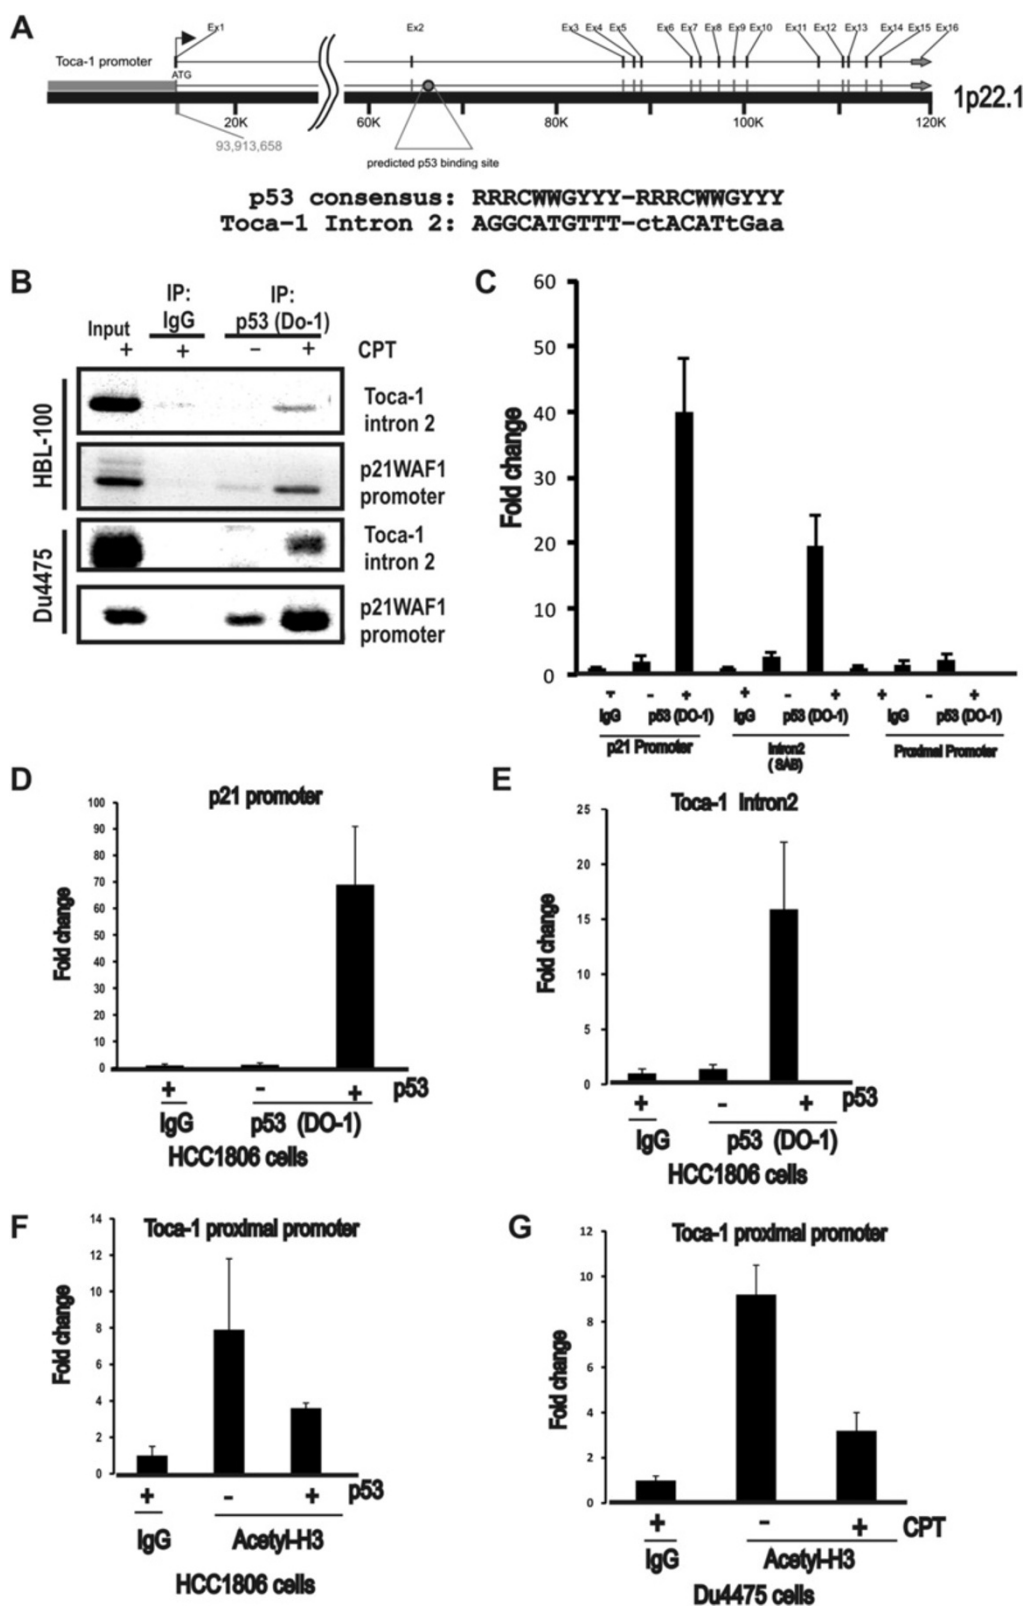 A
Ex1 Ex2 Ex3 Ex4 Ex5 Ex6 Ex7 Ex8 Ex9 Ex10 Ex11 Ex12 Ex13 Ex14 Ex15 Ex16
Toca-1 promoter
ATG
1p22.1
20K 60K 80K 100K 120K
93,913,658
predicted p53 binding site
p53 consensus: RRRCWWGYYY-RRRCWWGYYY
Toca-1 Intron 2: AGGCATGTTT-ctACATtGaa
B
IP: IP:
Input IgG p53 (Do-1)
+ + - + CPT
HBL-100
Toca-1
intron 2
p21WAF1
promoter
Du4475
Toca-1
intron 2
p21WAF1
promoter
C
Fold change
60
50
40
30
20
10
0
- + + - + + - +
IgG p53 (DO-1) IgG p53 (DO-1) IgG p53 (DO-1)
p21 Promoter Intron2 Proximal Promoter
( SAB)
D
p21 promoter
Fold change
100
90
80
70
60
50
40
30
20
10
0
+ - + p53
IgG p53 (DO-1)
HCC1806 cells
E
Toca-1 Intron2
Fold change
25
20
15
10
5
0
+ - + p53
IgG p53 (DO-1)
HCC1806 cells
F
Toca-1 proximal promoter
Fold change
14
12
10
8
6
4
2
0
+ - + p53
IgG Acetyl-H3
HCC1806 cells
G
Toca-1 proximal promoter
Fold change
12
10
8
6
4
2
0
+ - + CPT
IgG Acetyl-H3
Du4475 cells